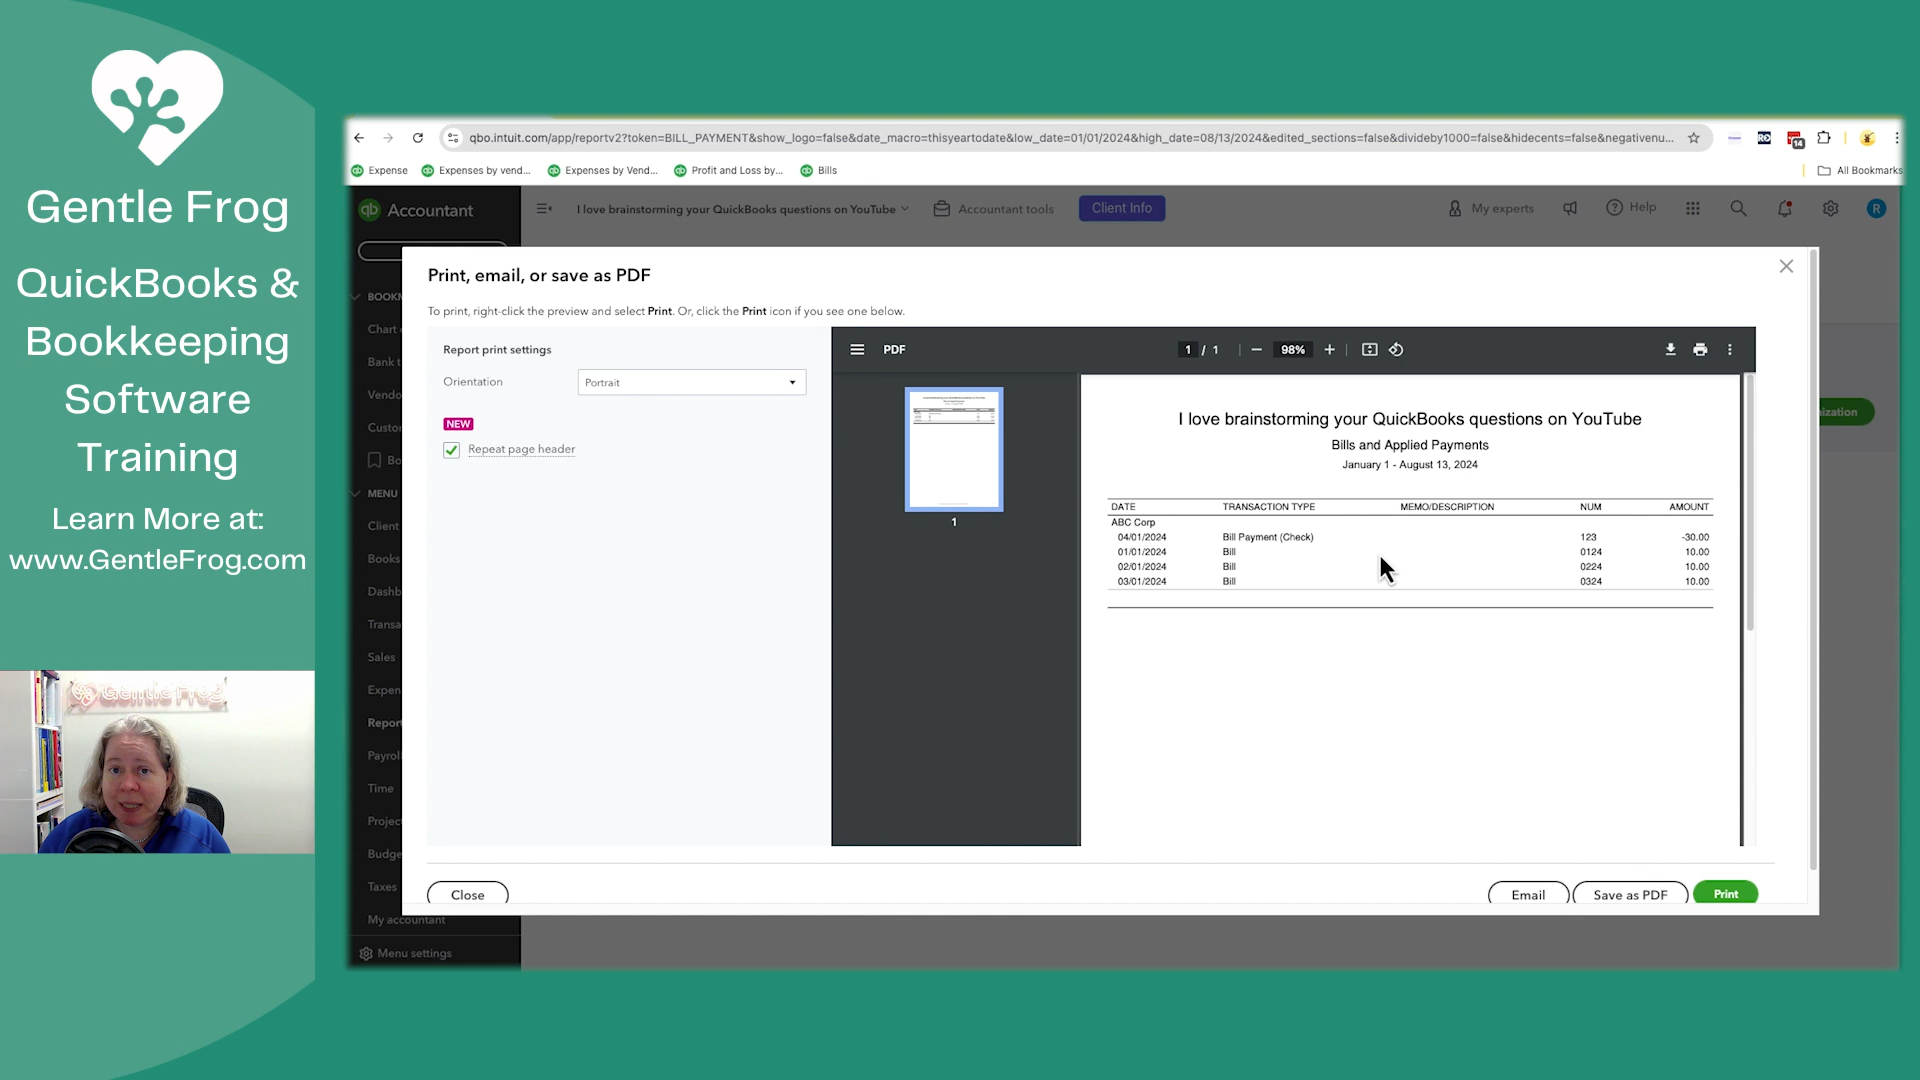 Gentle Frog
QuickBooks &
Bookkeeping
Software
Training
Learn More at:
www.GentleFrog.com
GentleFrog
qbo.intuit.com/app/reportv2?token=BILL_PAYMENT&show_logo=false&date_macro=thisyeartodate&low_date=01/01/2024&high_date=08/13/2024&edited_sections=false&divideby1000=false&hidecents=false&negativenu...
14
Expense
Expenses by vend...
Expenses by Vend...
Profit and Loss by...
Bills
All Bookmarks
qb Accountant
I love brainstorming your QuickBooks questions on YouTube
Accountant tools
Client Info
My experts
Help
R
BOOKM
Chart
Bank t
Vendo
Custo
Bo
MENU
Client
Books
Dashb
Transa
Sales
Expen
Report
Payroll
Time
Project
Budge
Taxes
My accountant
Menu settings
ization
Print, email, or save as PDF
To print, right-click the preview and select Print. Or, click the Print icon if you see one below.
Report print settings
Orientation
Portrait
NEW
Repeat page header
PDF
1 / 1
98%
1
I love brainstorming your QuickBooks questions on YouTube
Bills and Applied Payments
January 1 - August 13, 2024
DATE TRANSACTION TYPE MEMO/DESCRIPTION NUM AMOUNT
ABC Corp
04/01/2024 Bill Payment (Check) 123 -30.00
01/01/2024 Bill 0124 10.00
02/01/2024 Bill 0224 10.00
03/01/2024 Bill 0324 10.00
Close
Email
Save as PDF
Print